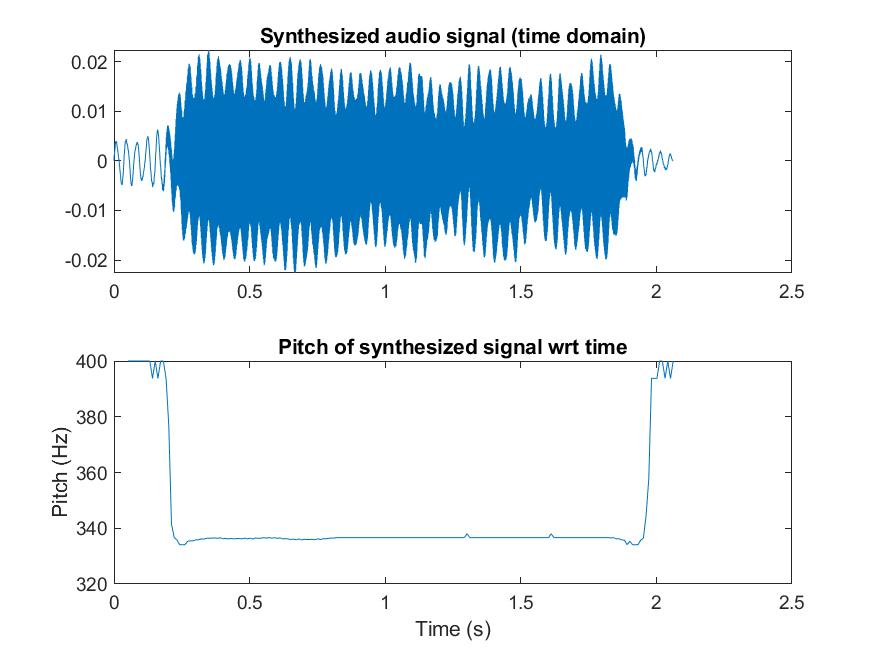 Synthesized audio signal (time domain)
0.02
0.01
0
-0.01
-0.02
0 0.5 1 1.5 2 2.5
Pitch of synthesized signal wrt time
400
380
360
340
320
Pitch (Hz)
0 0.5 1 1.5 2 2.5
Time (s)